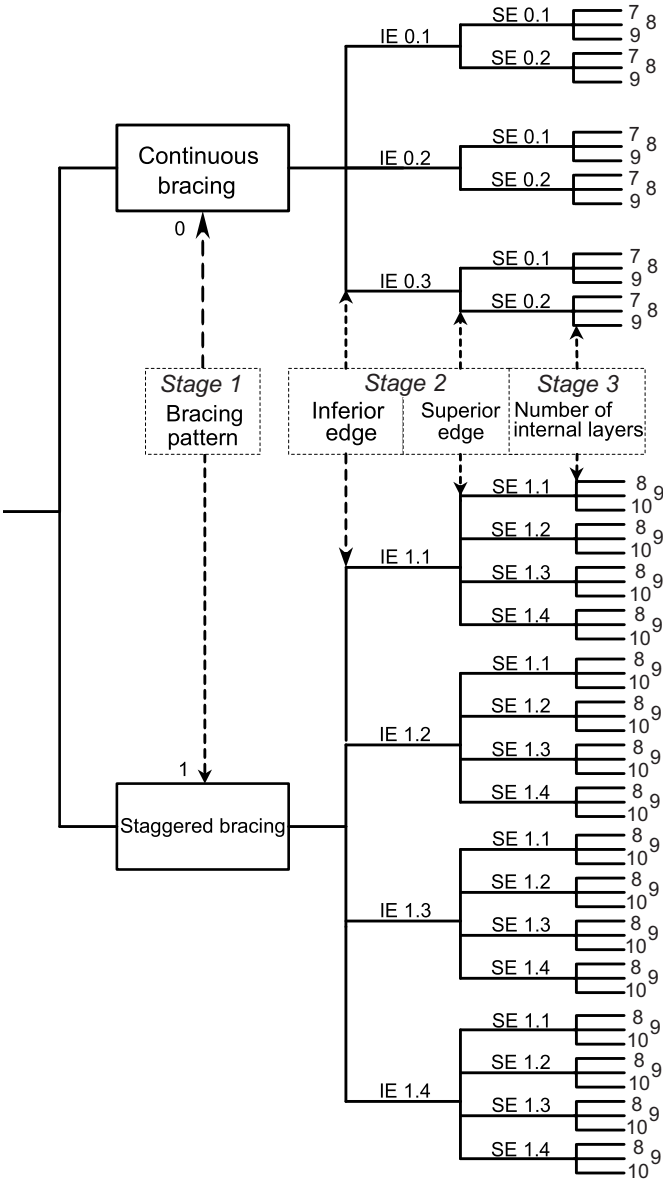 IE 0.1
SE 0.1
7
8
9
SE 0.2
7
8
9
Continuous
bracing
0
IE 0.2
SE 0.1
7
8
9
SE 0.2
7
8
9
IE 0.3
SE 0.1
7
8
9
SE 0.2
7
8
9
Stage 1
Bracing
pattern
Stage 2
Inferior
edge
Superior
edge
Stage 3
Number of
internal layers
IE 1.1
SE 1.1
8
9
10
SE 1.2
8
9
10
SE 1.3
8
9
10
SE 1.4
8
9
10
IE 1.2
SE 1.1
8
9
10
SE 1.2
8
9
10
SE 1.3
8
9
10
SE 1.4
8
9
10
1
Staggered bracing
IE 1.3
SE 1.1
8
9
10
SE 1.2
8
9
10
SE 1.3
8
9
10
SE 1.4
8
9
10
IE 1.4
SE 1.1
8
9
10
SE 1.2
8
9
10
SE 1.3
8
9
10
SE 1.4
8
9
10